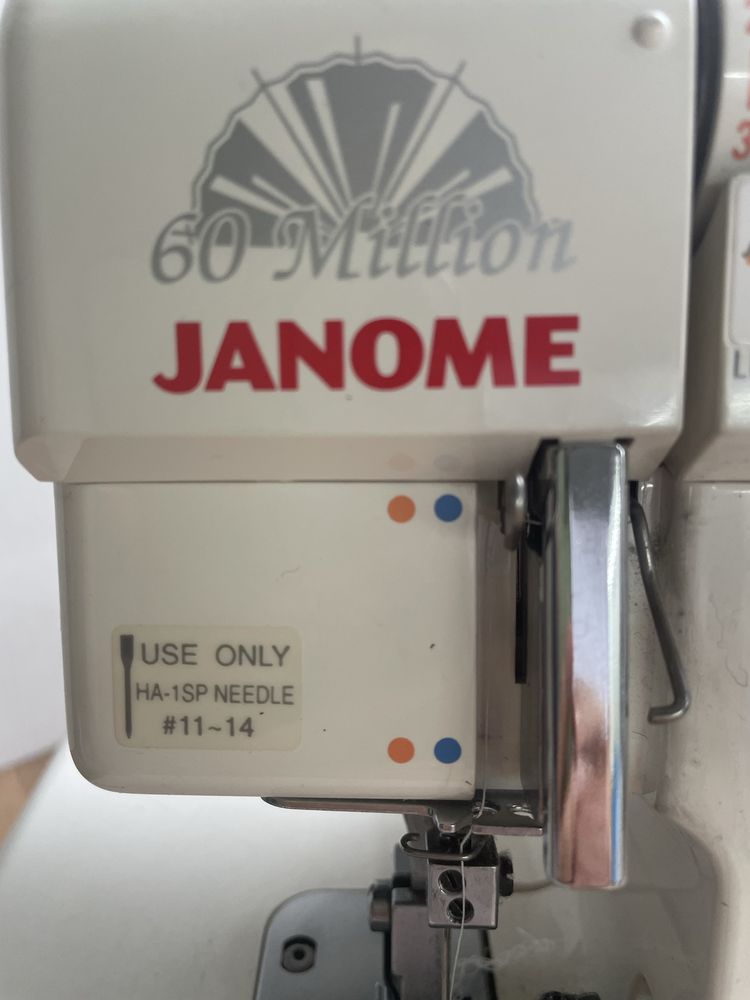 60 Million
JANOME
USE ONLY
HA-1SP NEEDLE
#11~14